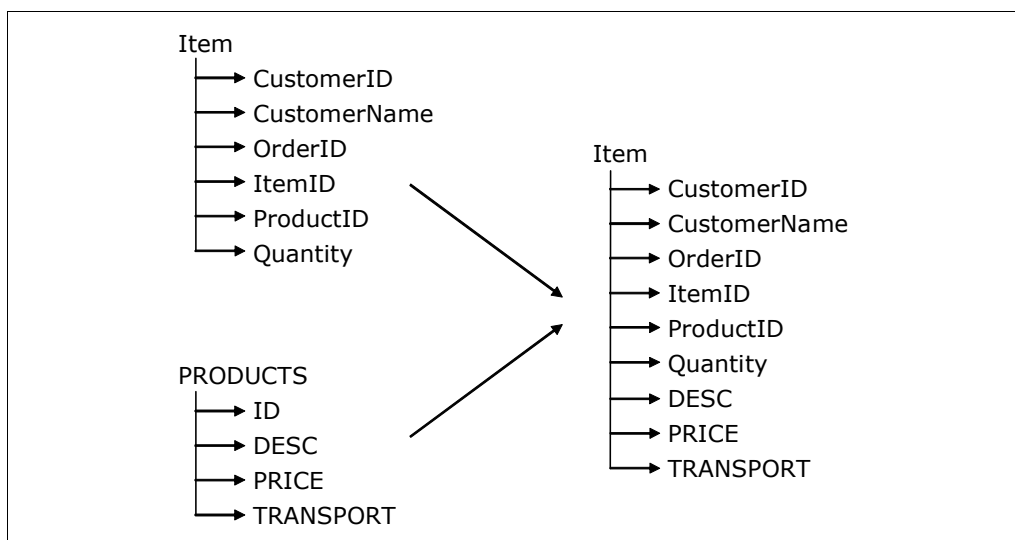 Item
CustomerID
CustomerName
OrderID
ItemID
ProductID
Quantity
PRODUCTS
ID
DESC
PRICE
TRANSPORT
Item
CustomerID
CustomerName
OrderID
ItemID
ProductID
Quantity
DESC
PRICE
TRANSPORT